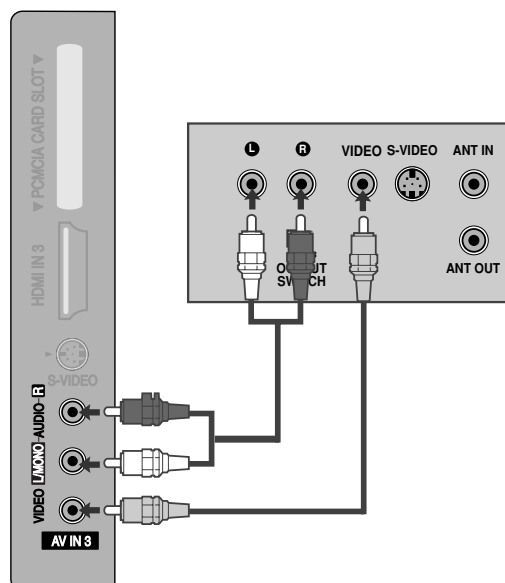 ▼ PCMCIA CARD SLOT ▼
HDMI IN 3
▼
S-VIDEO
VIDEO L/MONO-AUDIO-R
AV IN 3
L R VIDEO S-VIDEO ANT IN
ANT OUT
SWITCH